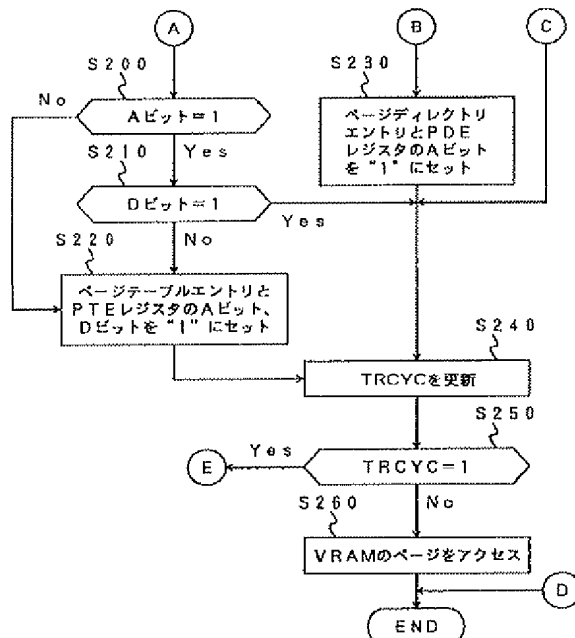 A
B
C
S200
S230
No
Aビット=1
ページディレクトリ
エントリとPDE
レジスタのAビット
を"1"にセット
S210
Yes
Dビット=1
Yes
S220
No
ページテーブルエントリと
PTEレジスタのAビット、
Dビットを"1"にセット
S240
TRCYCを更新
S250
Yes
E
TRCYC=1
S260
No
VRAMのページをアクセス
D
END